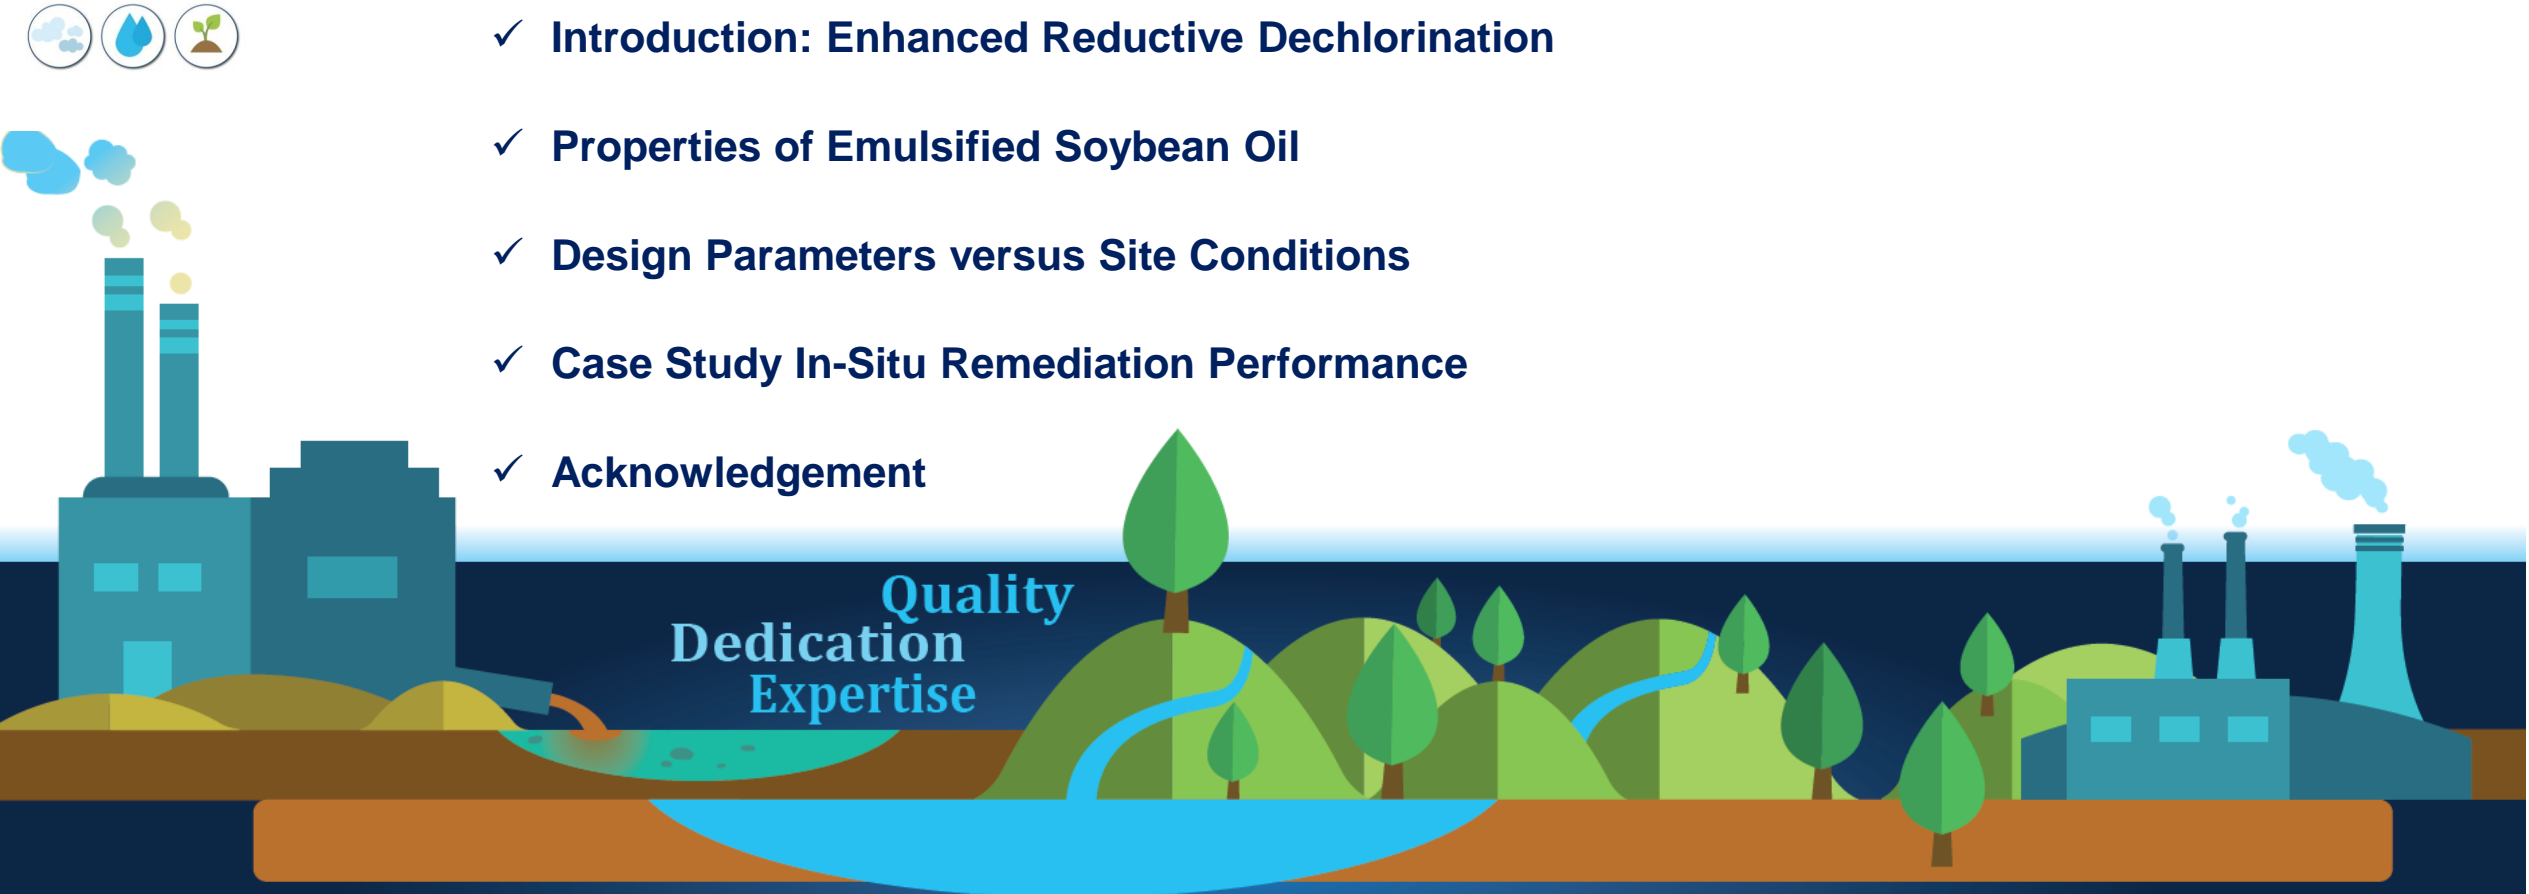 ✓ Introduction: Enhanced Reductive Dechlorination
✓ Properties of Emulsified Soybean Oil
✓ Design Parameters versus Site Conditions
✓ Case Study In-Situ Remediation Performance
✓ Acknowledgement
Quality
Dedication
Expertise